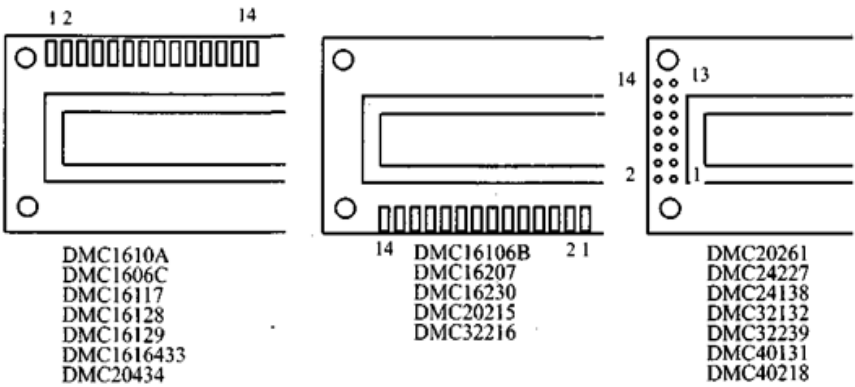 1 2
14
DMC1610A
DMC1606C
DMC16117
DMC16128
DMC16129
DMC1616433
DMC20434
14
2 1
DMC16106B
DMC16207
DMC16230
DMC20215
DMC32216
14
13
2
1
DMC20261
DMC24227
DMC24138
DMC32132
DMC32239
DMC40131
DMC40218